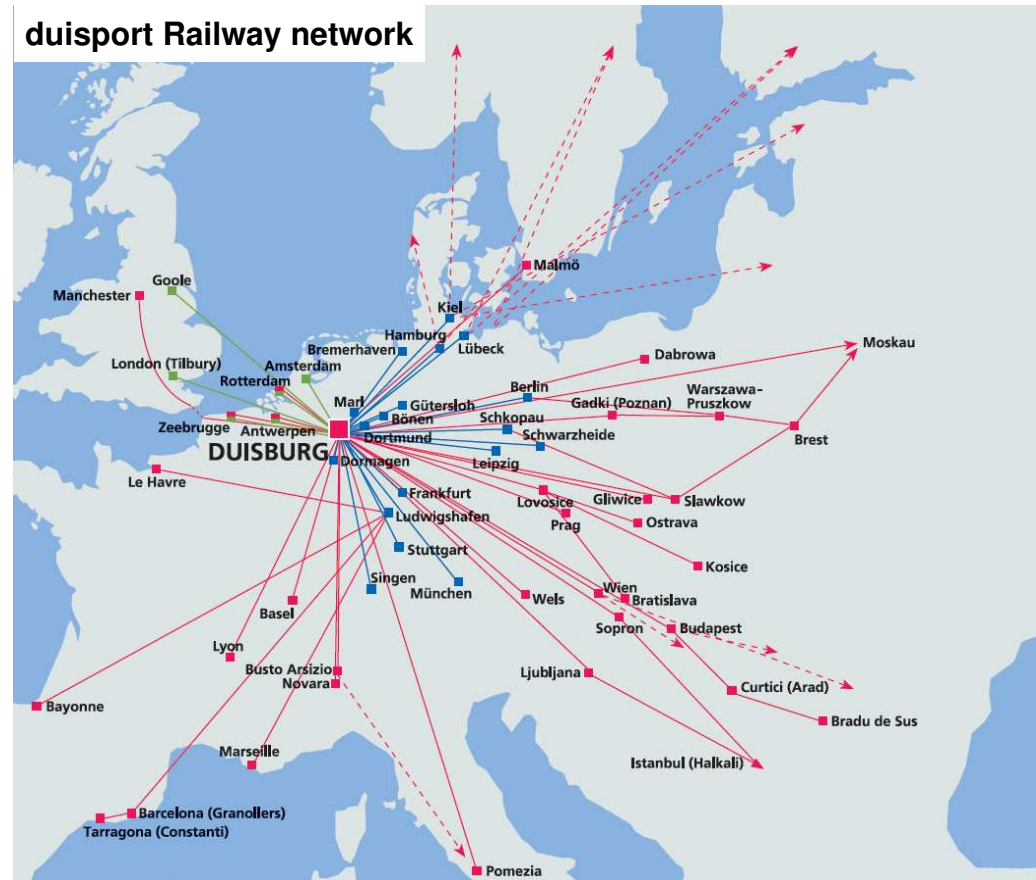 duisport Railway network
Malmö
Goole
Manchester
Kiel
Hamburg
Lübeck
Bremerhaven
Moskau
Dabrowa
London (Tilbury)
Amsterdam
Rotterdam
Berlin
Warszawa-
Pruszkow
Marl
Gütersloh
Gadki (Poznan)
Bönen
Schkopau
Zeebrugge
Antwerpen
Dortmund
Schwarzheide
Brest
DUISBURG
Dormagen
Leipzig
Le Havre
Frankfurt
Lovosice
Gliwice
Slawkow
Ludwigshafen
Prag
Ostrava
Stuttgart
Kosice
Singen
München
Wels
Wien
Bratislava
Basel
Sopron
Budapest
Lyon
Busto Arsizio
Novara
Ljubljana
Curtici (Arad)
Bayonne
Bradu de Sus
Marseille
Istanbul (Halkali)
Barcelona (Granollers)
Tarragona (Constanti)
Pomezia